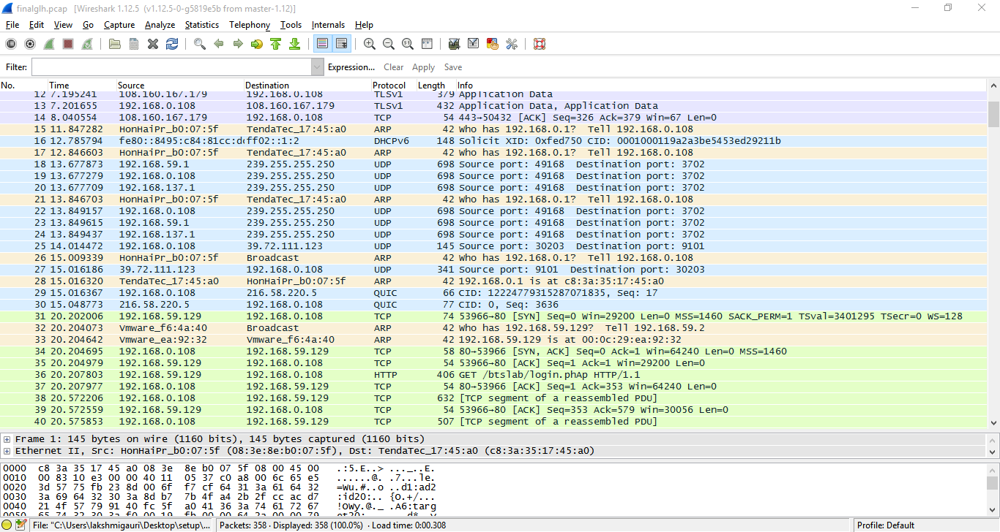 finalglh.pcap [Wireshark 1.12.5 (v1.12.5-0-g5819e5b from master-1.12)]
File Edit View Go Capture Analyze Statistics Telephony Tools Internals Help
Filter: Expression... Clear Apply Save
No. Time Source Destination Protocol Length Info
12 7.195241 108.160.167.179 192.168.0.108 TLSv1 379 Application Data
13 7.201655 192.168.0.108 108.160.167.179 TLSv1 432 Application Data, Application Data
14 8.040554 108.160.167.179 192.168.0.108 TCP 54 443→50432 [ACK] Seq=326 Ack=379 Win=67 Len=0
15 11.847282 HonHaiPr_b0:07:5f TendaTec_17:45:a0 ARP 42 Who has 192.168.0.1? Tell 192.168.0.108
16 12.785794 fe80::8495:c84:81cc:dc ff02::1:2 DHCPv6 148 Solicit XID: 0xfed750 CID: 0001000119a2a3be5453ed29211b
17 12.846603 HonHaiPr_b0:07:5f TendaTec_17:45:a0 ARP 42 Who has 192.168.0.1? Tell 192.168.0.108
18 13.677873 192.168.59.1 239.255.255.250 UDP 698 Source port: 49168 Destination port: 3702
19 13.677279 192.168.0.108 239.255.255.250 UDP 698 Source port: 49168 Destination port: 3702
20 13.677709 192.168.137.1 239.255.255.250 UDP 698 Source port: 49168 Destination port: 3702
21 13.846703 HonHaiPr_b0:07:5f TendaTec_17:45:a0 ARP 42 Who has 192.168.0.1? Tell 192.168.0.108
22 13.849157 192.168.0.108 239.255.255.250 UDP 698 Source port: 49168 Destination port: 3702
23 13.849615 192.168.59.1 239.255.255.250 UDP 698 Source port: 49168 Destination port: 3702
24 13.849437 192.168.137.1 239.255.255.250 UDP 698 Source port: 49168 Destination port: 3702
25 14.014472 192.168.0.108 39.72.111.123 UDP 145 Source port: 30203 Destination port: 9101
26 15.009339 HonHaiPr_b0:07:5f Broadcast ARP 42 Who has 192.168.0.1? Tell 192.168.0.108
27 15.016186 39.72.111.123 192.168.0.108 UDP 341 Source port: 9101 Destination port: 30203
28 15.016320 TendaTec_17:45:a0 HonHaiPr_b0:07:5f ARP 42 192.168.0.1 is at c8:3a:35:17:45:a0
29 15.016367 192.168.0.108 216.58.220.5 QUIC 66 CID: 12224779315287071835, Seq: 17
30 15.048773 216.58.220.5 192.168.0.108 QUIC 77 CID: 0, Seq: 3636
31 20.202006 192.168.59.129 192.168.0.108 TCP 74 53966→80 [SYN] Seq=0 Win=29200 Len=0 MSS=1460 SACK_PERM=1 TSval=3401295 TSecr=0 WS=128
32 20.204073 Vmware_f6:4a:40 Broadcast ARP 42 Who has 192.168.59.129? Tell 192.168.59.2
33 20.204642 Vmware_ea:92:32 Vmware_f6:4a:40 ARP 42 192.168.59.129 is at 00:0c:29:ea:92:32
34 20.204695 192.168.0.108 192.168.59.129 TCP 58 80→53966 [SYN, ACK] Seq=0 Ack=1 Win=64240 Len=0 MSS=1460
35 20.204979 192.168.59.129 192.168.0.108 TCP 54 53966→80 [ACK] Seq=1 Ack=1 Win=29200 Len=0
36 20.207803 192.168.59.129 192.168.0.108 HTTP 406 GET /btslab/login.phAp HTTP/1.1
37 20.207977 192.168.0.108 192.168.59.129 TCP 54 80→53966 [ACK] Seq=1 Ack=353 Win=64240 Len=0
38 20.572206 192.168.0.108 192.168.59.129 TCP 632 [TCP segment of a reassembled PDU]
39 20.572559 192.168.59.129 192.168.0.108 TCP 54 53966→80 [ACK] Seq=353 Ack=579 Win=30056 Len=0
40 20.575853 192.168.0.108 192.168.59.129 TCP 507 [TCP segment of a reassembled PDU]
Frame 1: 145 bytes on wire (1160 bits), 145 bytes captured (1160 bits)
Ethernet II, Src: HonHaiPr_b0:07:5f (08:3e:8e:b0:07:5f), Dst: TendaTec_17:45:a0 (c8:3a:35:17:45:a0)
0000 c8 3a 35 17 45 a0 08 3e 8e b0 07 5f 08 00 45 00 .:5.E..> ..._..E.
0010 00 83 10 e3 00 00 40 11 05 37 c0 a8 00 6c 65 e5 ......@. .7...le.
0020 3d 57 75 fb 23 8d 00 6f f7 cf 64 31 3a 61 64 32 =Wu.#..o ..d1:ad2
0030 3a 69 64 32 30 3a 8d b7 7b 4f a4 2b 2f cc ac d7 :id20:.. {O.+/...
0040 21 4f 57 79 91 40 fc 5f a0 41 36 3a 74 61 72 67 !OWy.@._ .A6:targ
File: "C:\Users\lakshmigauri\Desktop\setup\... Packets: 358 · Displayed: 358 (100.0%) · Load time: 0:00.308 Profile: Default